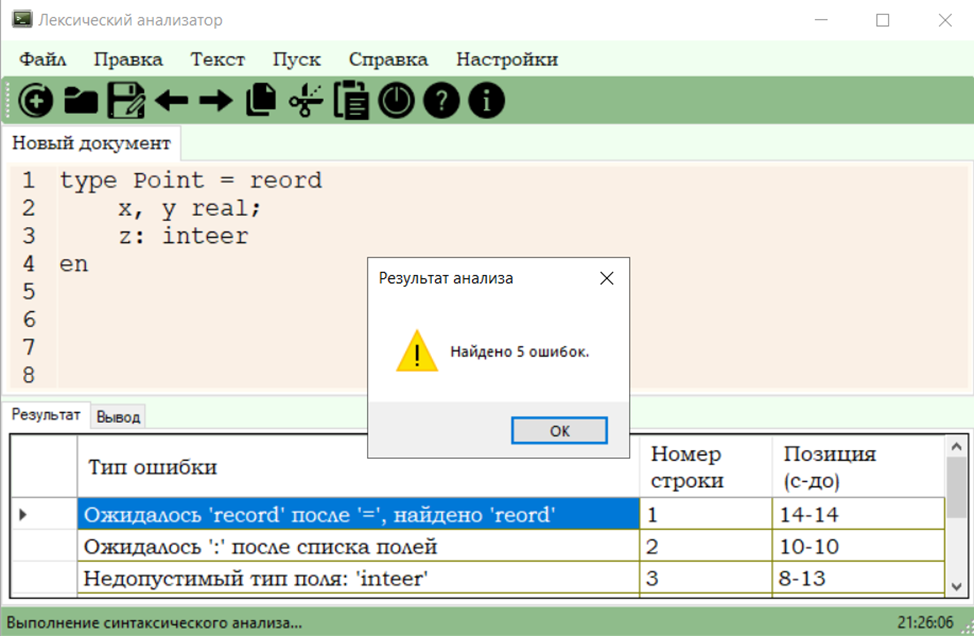 Лексический анализатор
Файл Правка Текст Пуск Справка Настройки
Новый документ
1 type Point = reord
2 x, y real;
3 z: inteer
4 en
5
6
7
8
Результат анализа
Найдено 5 ошибок.
OK
Результат Вывод
Тип ошибки Номер строки Позиция (с-до)
Ожидалось 'record' после '=', найдено 'reord' 1 14-14
Ожидалось ':' после списка полей 2 10-10
Недопустимый тип поля: 'inteer' 3 8-13
Выполнение синтаксического анализа... 21:26:06